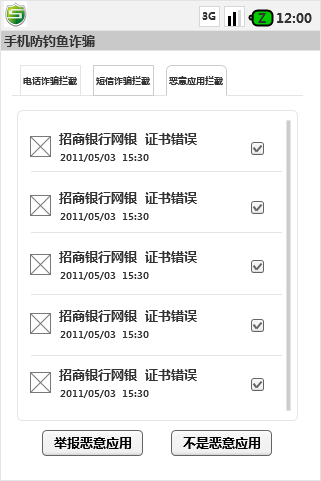 3G Z 12:00
手机防钓鱼诈骗
电话诈骗拦截 短信诈骗拦截 恶意应用拦截
招商银行网银 证书错误
2011/05/03 15:30
招商银行网银 证书错误
2011/05/03 15:30
招商银行网银 证书错误
2011/05/03 15:30
招商银行网银 证书错误
2011/05/03 15:30
招商银行网银 证书错误
2011/05/03 15:30
举报恶意应用 不是恶意应用